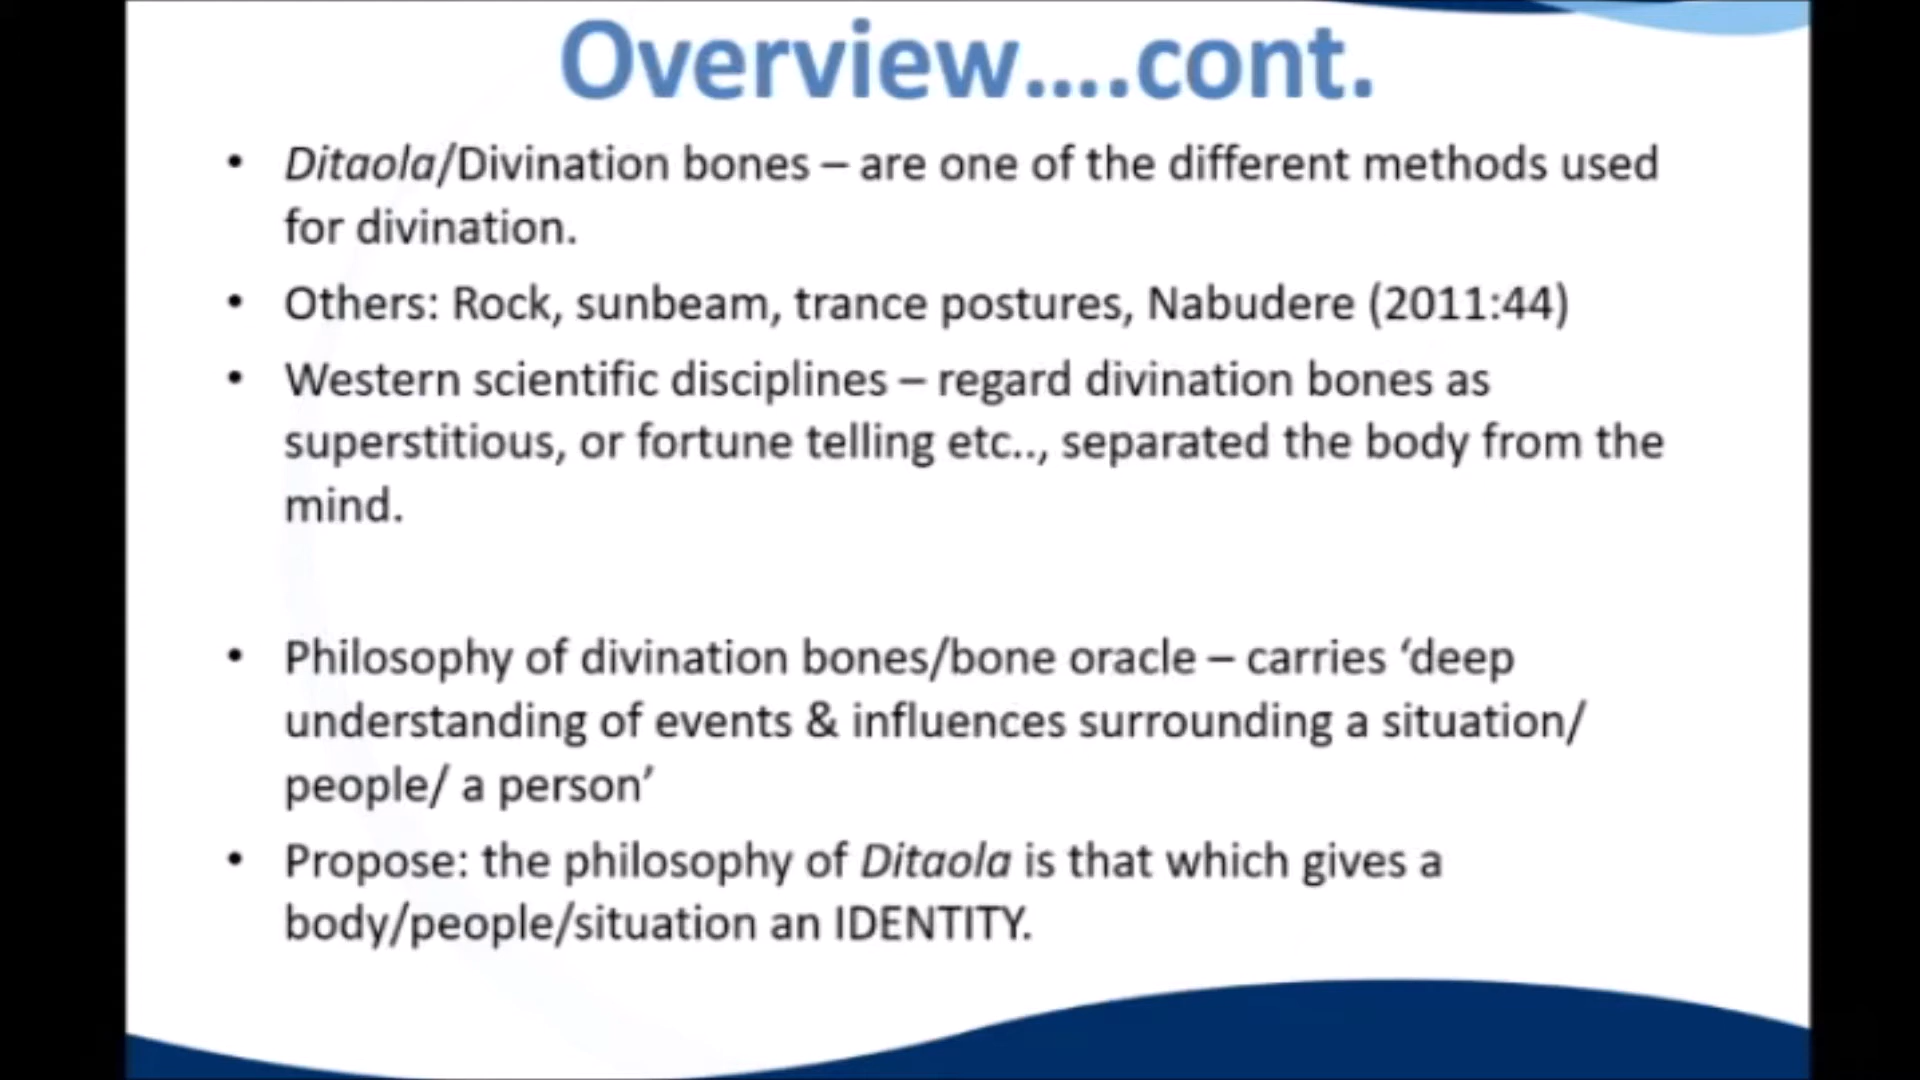 Overview....cont.
• Ditaola/Divination bones – are one of the different methods used
for divination.
• Others: Rock, sunbeam, trance postures, Nabudere (2011:44)
• Western scientific disciplines – regard divination bones as
superstitious, or fortune telling etc.., separated the body from the
mind.
• Philosophy of divination bones/bone oracle – carries ‘deep
understanding of events & influences surrounding a situation/
people/ a person’
• Propose: the philosophy of Ditaola is that which gives a
body/people/situation an IDENTITY.